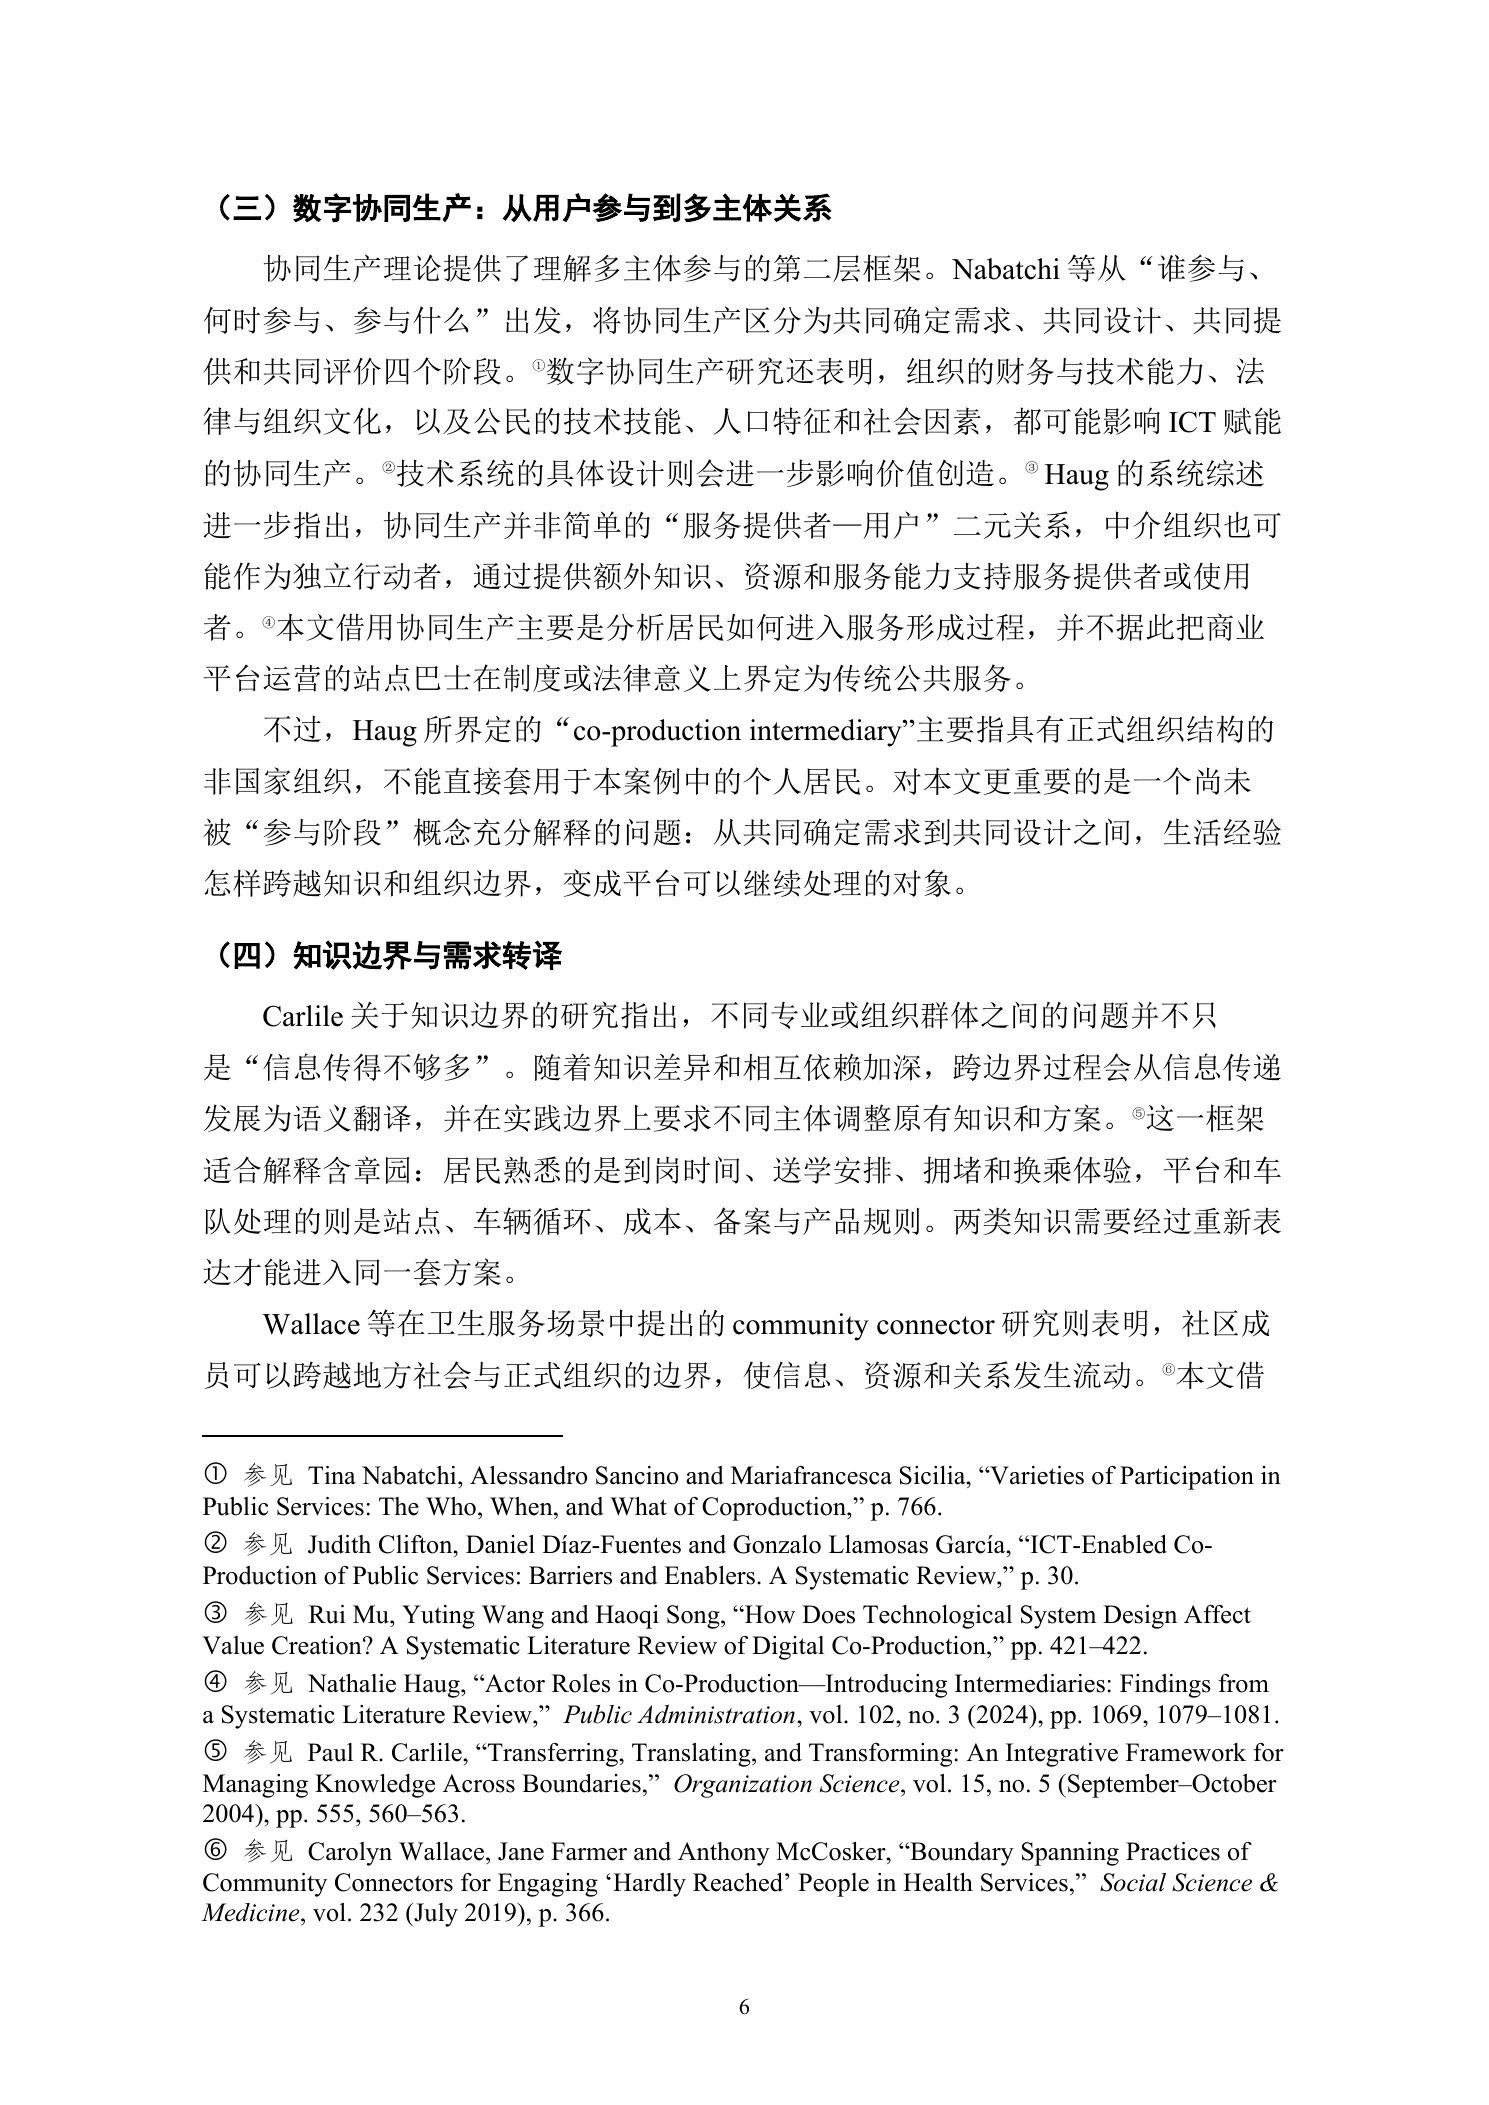 （三）数字协同生产：从用户参与到多主体关系
协同生产理论提供了理解多主体参与的第二层框架。Nabatchi 等从“谁参与、
何时参与、参与什么”出发，将协同生产区分为共同确定需求、共同设计、共同提
供和共同评价四个阶段。①数字协同生产研究还表明，组织的财务与技术能力、法
律与组织文化，以及公民的技术技能、人口特征和社会因素，都可能影响 ICT 赋能
的协同生产。②技术系统的具体设计则会进一步影响价值创造。③ Haug 的系统综述
进一步指出，协同生产并非简单的“服务提供者—用户”二元关系，中介组织也可
能作为独立行动者，通过提供额外知识、资源和服务能力支持服务提供者或使用
者。④本文借用协同生产主要是分析居民如何进入服务形成过程，并不据此把商业
平台运营的站点巴士在制度或法律意义上界定为传统公共服务。
不过，Haug 所界定的“co-production intermediary”主要指具有正式组织结构的
非国家组织，不能直接套用于本案例中的个人居民。对本文更重要的是一个尚未
被“参与阶段”概念充分解释的问题：从共同确定需求到共同设计之间，生活经验
怎样跨越知识和组织边界，变成平台可以继续处理的对象。
（四）知识边界与需求转译
Carlile 关于知识边界的研究指出，不同专业或组织群体之间的问题并不只
是“信息传得不够多”。随着知识差异和相互依赖加深，跨边界过程会从信息传递
发展为语义翻译，并在实践边界上要求不同主体调整原有知识和方案。⑤这一框架
适合解释含章园：居民熟悉的是到岗时间、送学安排、拥堵和换乘体验，平台和车
队处理的则是站点、车辆循环、成本、备案与产品规则。两类知识需要经过重新表
达才能进入同一套方案。
Wallace 等在卫生服务场景中提出的 community connector 研究则表明，社区成
员可以跨越地方社会与正式组织的边界，使信息、资源和关系发生流动。⑥本文借
① 参见 Tina Nabatchi, Alessandro Sancino and Mariafrancesca Sicilia, “Varieties of Participation in
Public Services: The Who, When, and What of Coproduction,” p. 766.
② 参见 Judith Clifton, Daniel Díaz-Fuentes and Gonzalo Llamosas García, “ICT-Enabled Co-
Production of Public Services: Barriers and Enablers. A Systematic Review,” p. 30.
③ 参见 Rui Mu, Yuting Wang and Haoqi Song, “How Does Technological System Design Affect
Value Creation? A Systematic Literature Review of Digital Co-Production,” pp. 421–422.
④ 参见 Nathalie Haug, “Actor Roles in Co-Production—Introducing Intermediaries: Findings from
a Systematic Literature Review,” Public Administration, vol. 102, no. 3 (2024), pp. 1069, 1079–1081.
⑤ 参见 Paul R. Carlile, “Transferring, Translating, and Transforming: An Integrative Framework for
Managing Knowledge Across Boundaries,” Organization Science, vol. 15, no. 5 (September–October
2004), pp. 555, 560–563.
⑥ 参见 Carolyn Wallace, Jane Farmer and Anthony McCosker, “Boundary Spanning Practices of
Community Connectors for Engaging ‘Hardly Reached’ People in Health Services,” Social Science &
Medicine, vol. 232 (July 2019), p. 366.
6